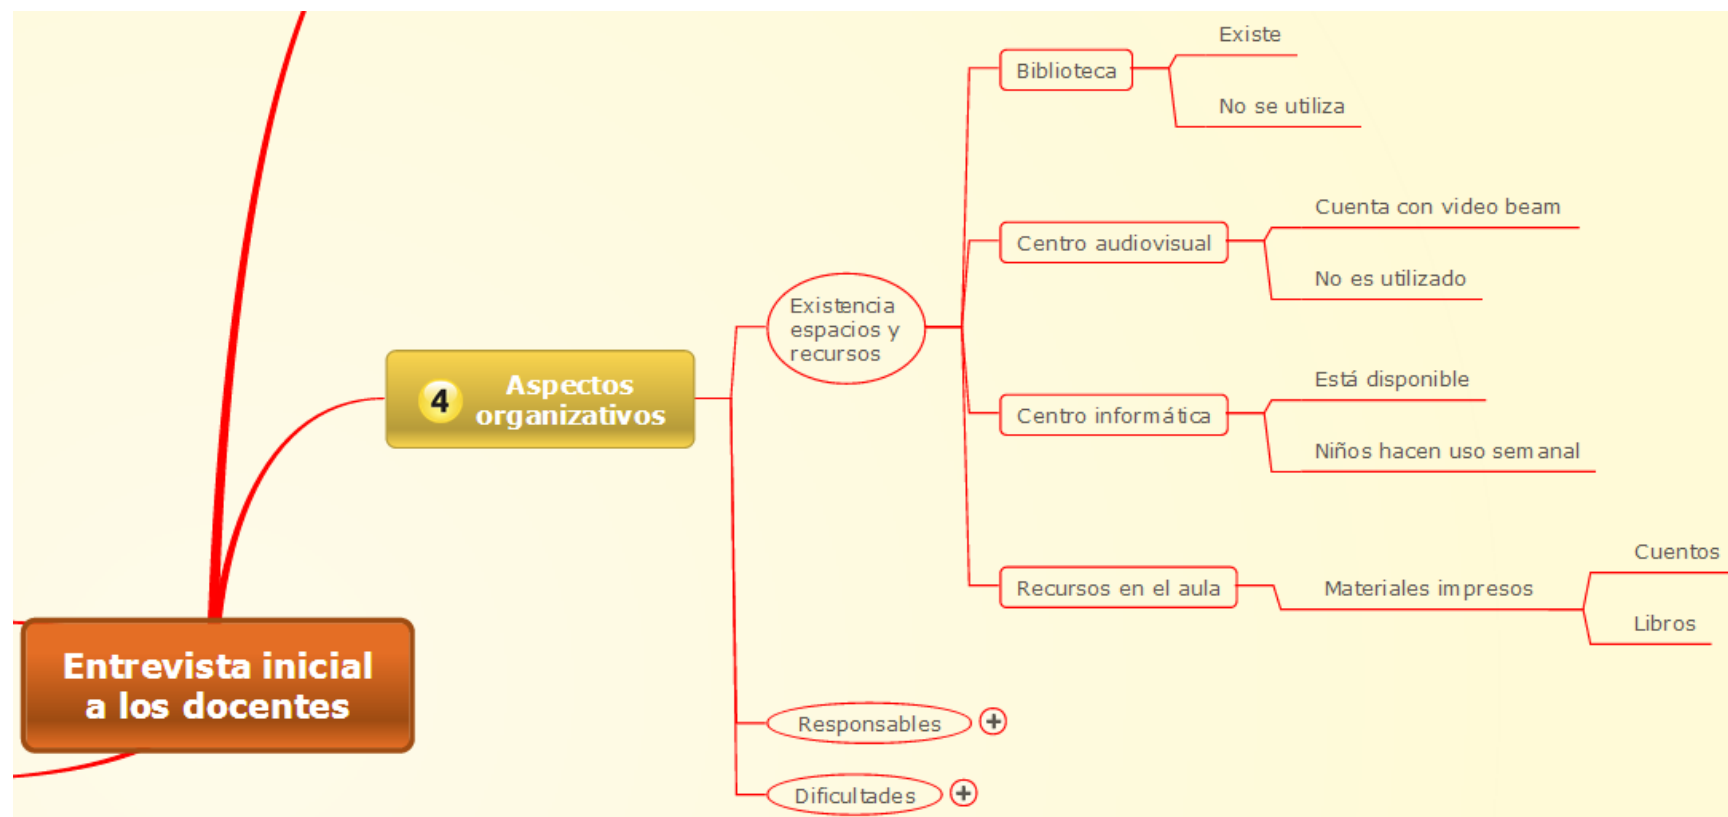 Existe
Biblioteca
No se utiliza
Cuenta con video beam
Centro audiovisual
No es utilizado
Existencia
espacios y
recursos
Está disponible
4
Aspectos
organizativos
Centro informática
Niños hacen uso semanal
Cuentos
Recursos en el aula
Materiales impresos
Libros
Entrevista inicial
a los docentes
Responsables
Dificultades